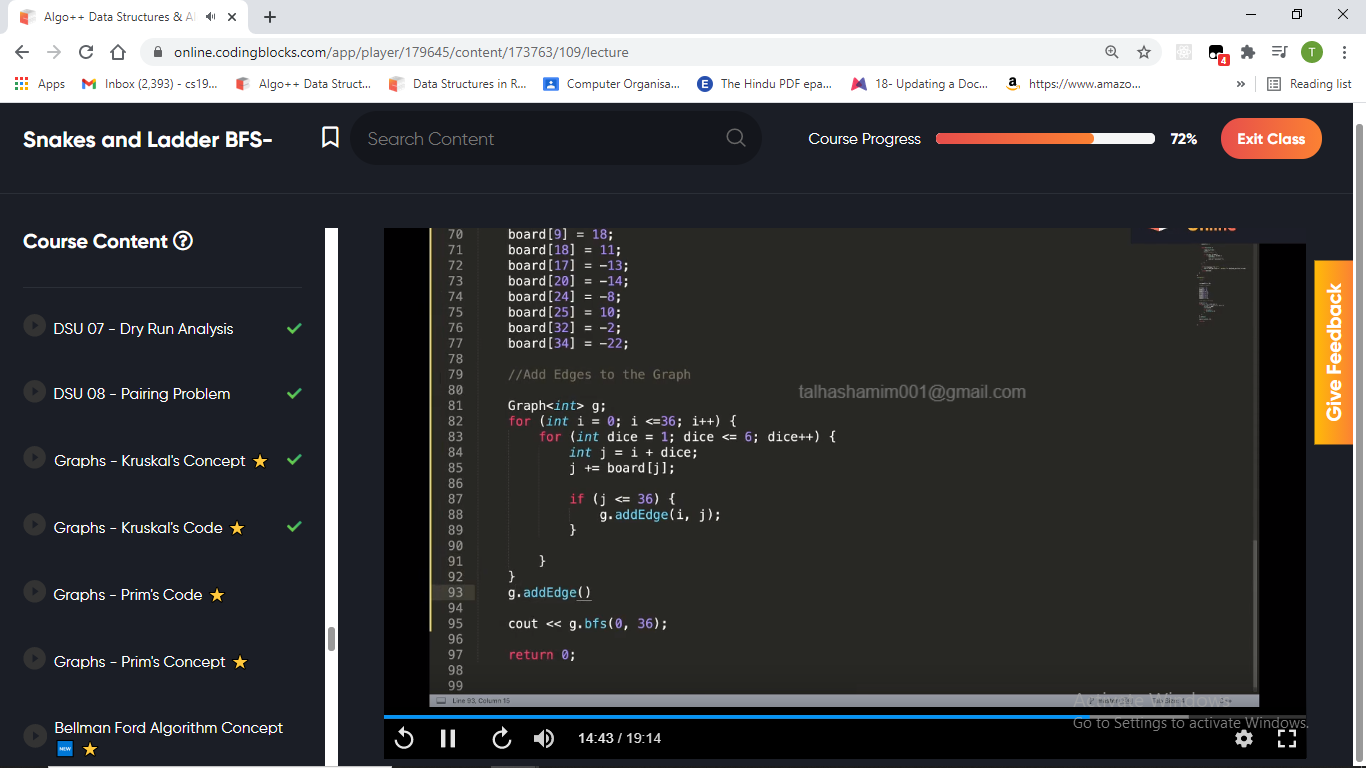 Algo++ Data Structures & A
online.codingblocks.com/app/player/179645/content/173763/109/lecture
4
T
Apps
Inbox (2,393) - cs19...
Algo++ Data Struct...
Data Structures in R...
Computer Organisa...
E
The Hindu PDF epa...
18- Updating a Doc...
https://www.amazo...
»
Reading list
Snakes and Ladder BFS-
Search Content
Course Progress
72%
Exit Class
Course Content
DSU 07 - Dry Run Analysis
DSU 08 - Pairing Problem
Graphs - Kruskal's Concept
Graphs - Kruskal's Code
Graphs - Prim's Code
Graphs - Prim's Concept
Bellman Ford Algorithm Concept
NEW
Online
70 board[9] = 18;
71 board[18] = 11;
72 board[17] = -13;
73 board[20] = -14;
74 board[24] = -8;
75 board[25] = 10;
76 board[32] = -2;
77 board[34] = -22;
78
79 //Add Edges to the Graph
80
talhashamim001@gmail.com
81 Graph<int> g;
82 for (int i = 0; i <=36; i++) {
83 for (int dice = 1; dice <= 6; dice++) {
84 int j = i + dice;
85 j += board[j];
86
87 if (j <= 36) {
88 g.addEdge(i, j);
89 }
90
91 }
92 }
93 g.addEdge()
94
95 cout << g.bfs(0, 36);
96
97 return 0;
98
99
Line 93, Column 15
Activate Windows
Go to Settings to activate Windows.
14:43 / 19:14
Give Feedback